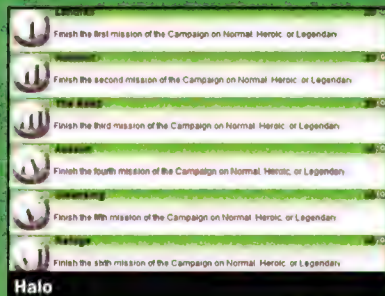 Landfall
Finish the first mission of the Campaign on Normal, Heroic, or Legendary
Finish the second mission of the Campaign on Normal, Heroic, or Legendary
The Road
Finish the third mission of the Campaign on Normal, Heroic, or Legendary
Assault
Finish the fourth mission of the Campaign on Normal, Heroic, or Legendary
Cleansing
Finish the fifth mission of the Campaign on Normal, Heroic, or Legendary
Refuge
Finish the sixth mission of the Campaign on Normal, Heroic, or Legendary
Halo